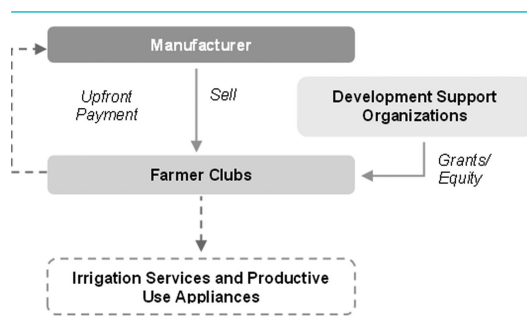 Manufacturer
Upfront
Payment
Sell
Development Support
Organizations
Farmer Clubs
Grants/
Equity
Irrigation Services and Productive
Use Appliances